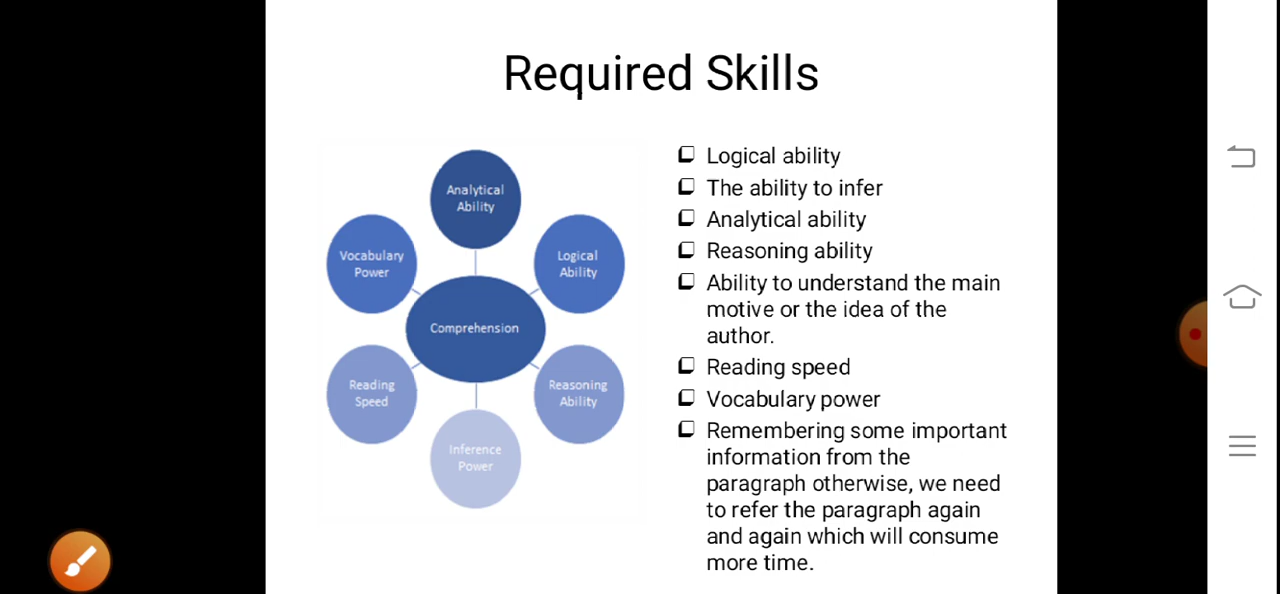 Required Skills
Analytical
Ability
Vocabulary
Power
Logical
Ability
Comprehension
Reading
Speed
Reasoning
Ability
Inference
Power
Logical ability
The ability to infer
Analytical ability
Reasoning ability
Ability to understand the main
motive or the idea of the
author.
Reading speed
Vocabulary power
Remembering some important
information from the
paragraph otherwise, we need
to refer the paragraph again
and again which will consume
more time.